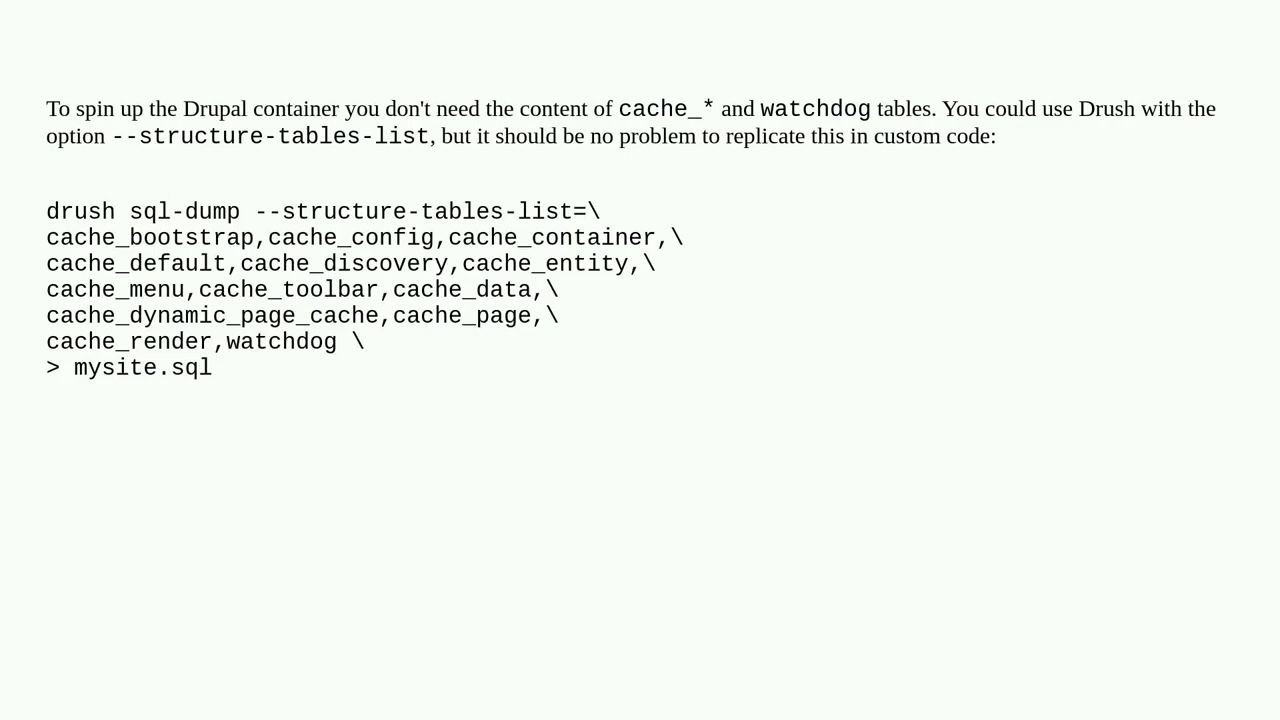 To spin up the Drupal container you don't need the content of cache_* and watchdog tables. You could use Drush with the
option --structure-tables-list, but it should be no problem to replicate this in custom code:
drush sql-dump --structure-tables-list=\
cache_bootstrap,cache_config,cache_container,\
cache_default,cache_discovery,cache_entity,\
cache_menu,cache_toolbar,cache_data,\
cache_dynamic_page_cache,cache_page,\
cache_render,watchdog \
> mysite.sql